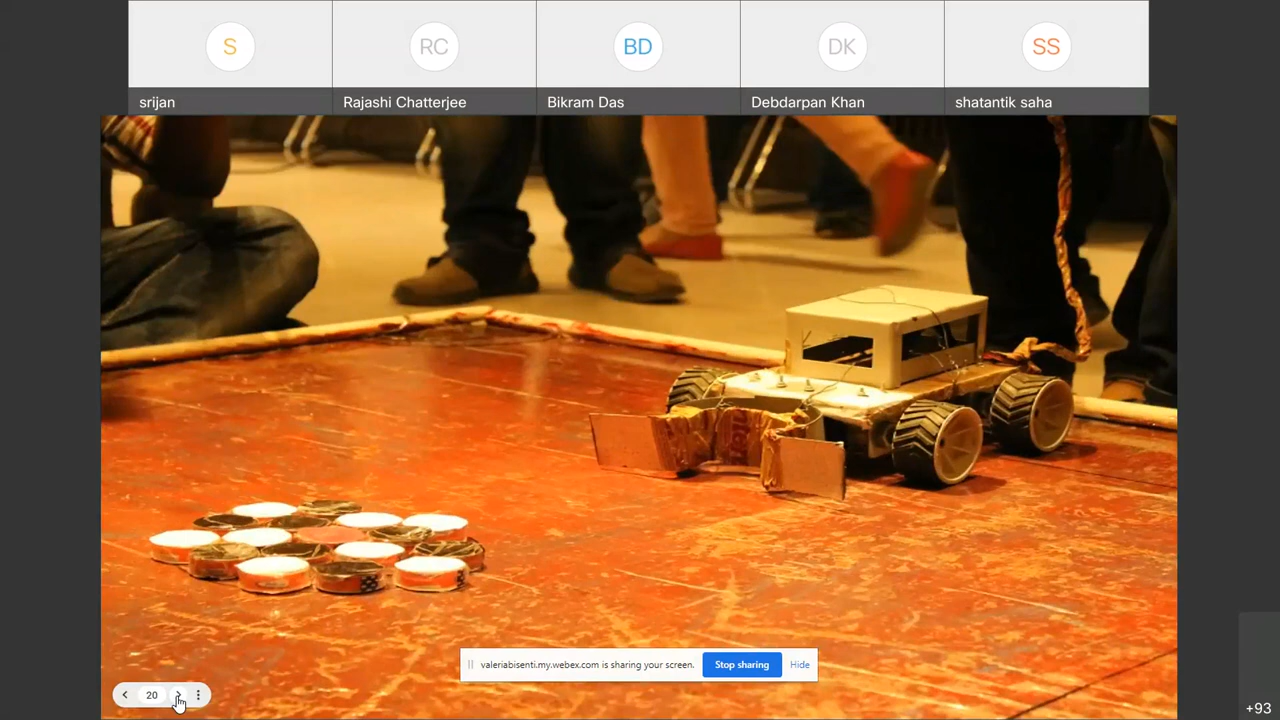 S
RC
BD
DK
SS
srijan
Rajashi Chatterjee
Bikram Das
Debdarpan Khan
shatantik saha
valeriabisenti.my.webex.com is sharing your screen.
Stop sharing
Hide
20
+93